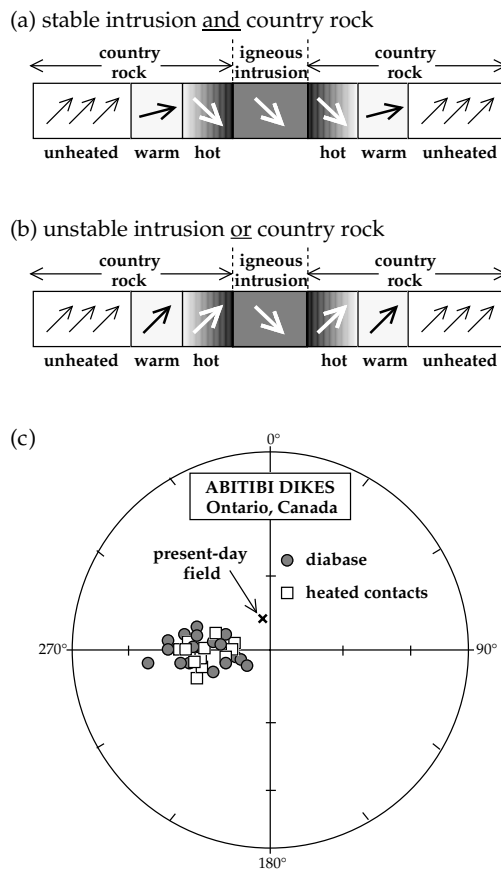 (a) stable intrusion and country rock
country
rock
igneous
intrusion
country
rock
unheated warm hot hot warm unheated
(b) unstable intrusion or country rock
country
rock
igneous
intrusion
country
rock
unheated warm hot hot warm unheated
(c)
0°
ABITIBI DIKES
Ontario, Canada
present-day
field
diabase
heated contacts
270°
90°
180°